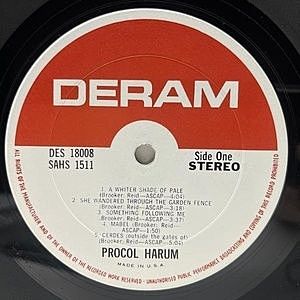 DERAM
DES 18008
SAHS 1511
Side One
STEREO
1. A WHITER SHADE OF PALE
(Brooker: Reid—ASCAP—4:04)
2. SHE WANDERED THROUGH THE GARDEN FENCE
(Brooker: Reid—ASCAP—3:18)
3. SOMETHING FOLLOWING ME
(Brooker: Reid—ASCAP—3:37)
4. MABEL (Brooker: Reid—
ASCAP—1:50)
5. CERDES (outside the gates of)
(Brooker: Reid—ASCAP—5:04)
PROCOL HARUM
MADE IN U.S.A.
ALL RIGHTS OF THE MANUFACTURER AND OF THE OWNER OF THE RECORDED WORK RESERVED - UNAUTHORISED PUBLIC PERFORMANCE BROADCASTING AND COPYING OF THIS RECORD PROHIBITED